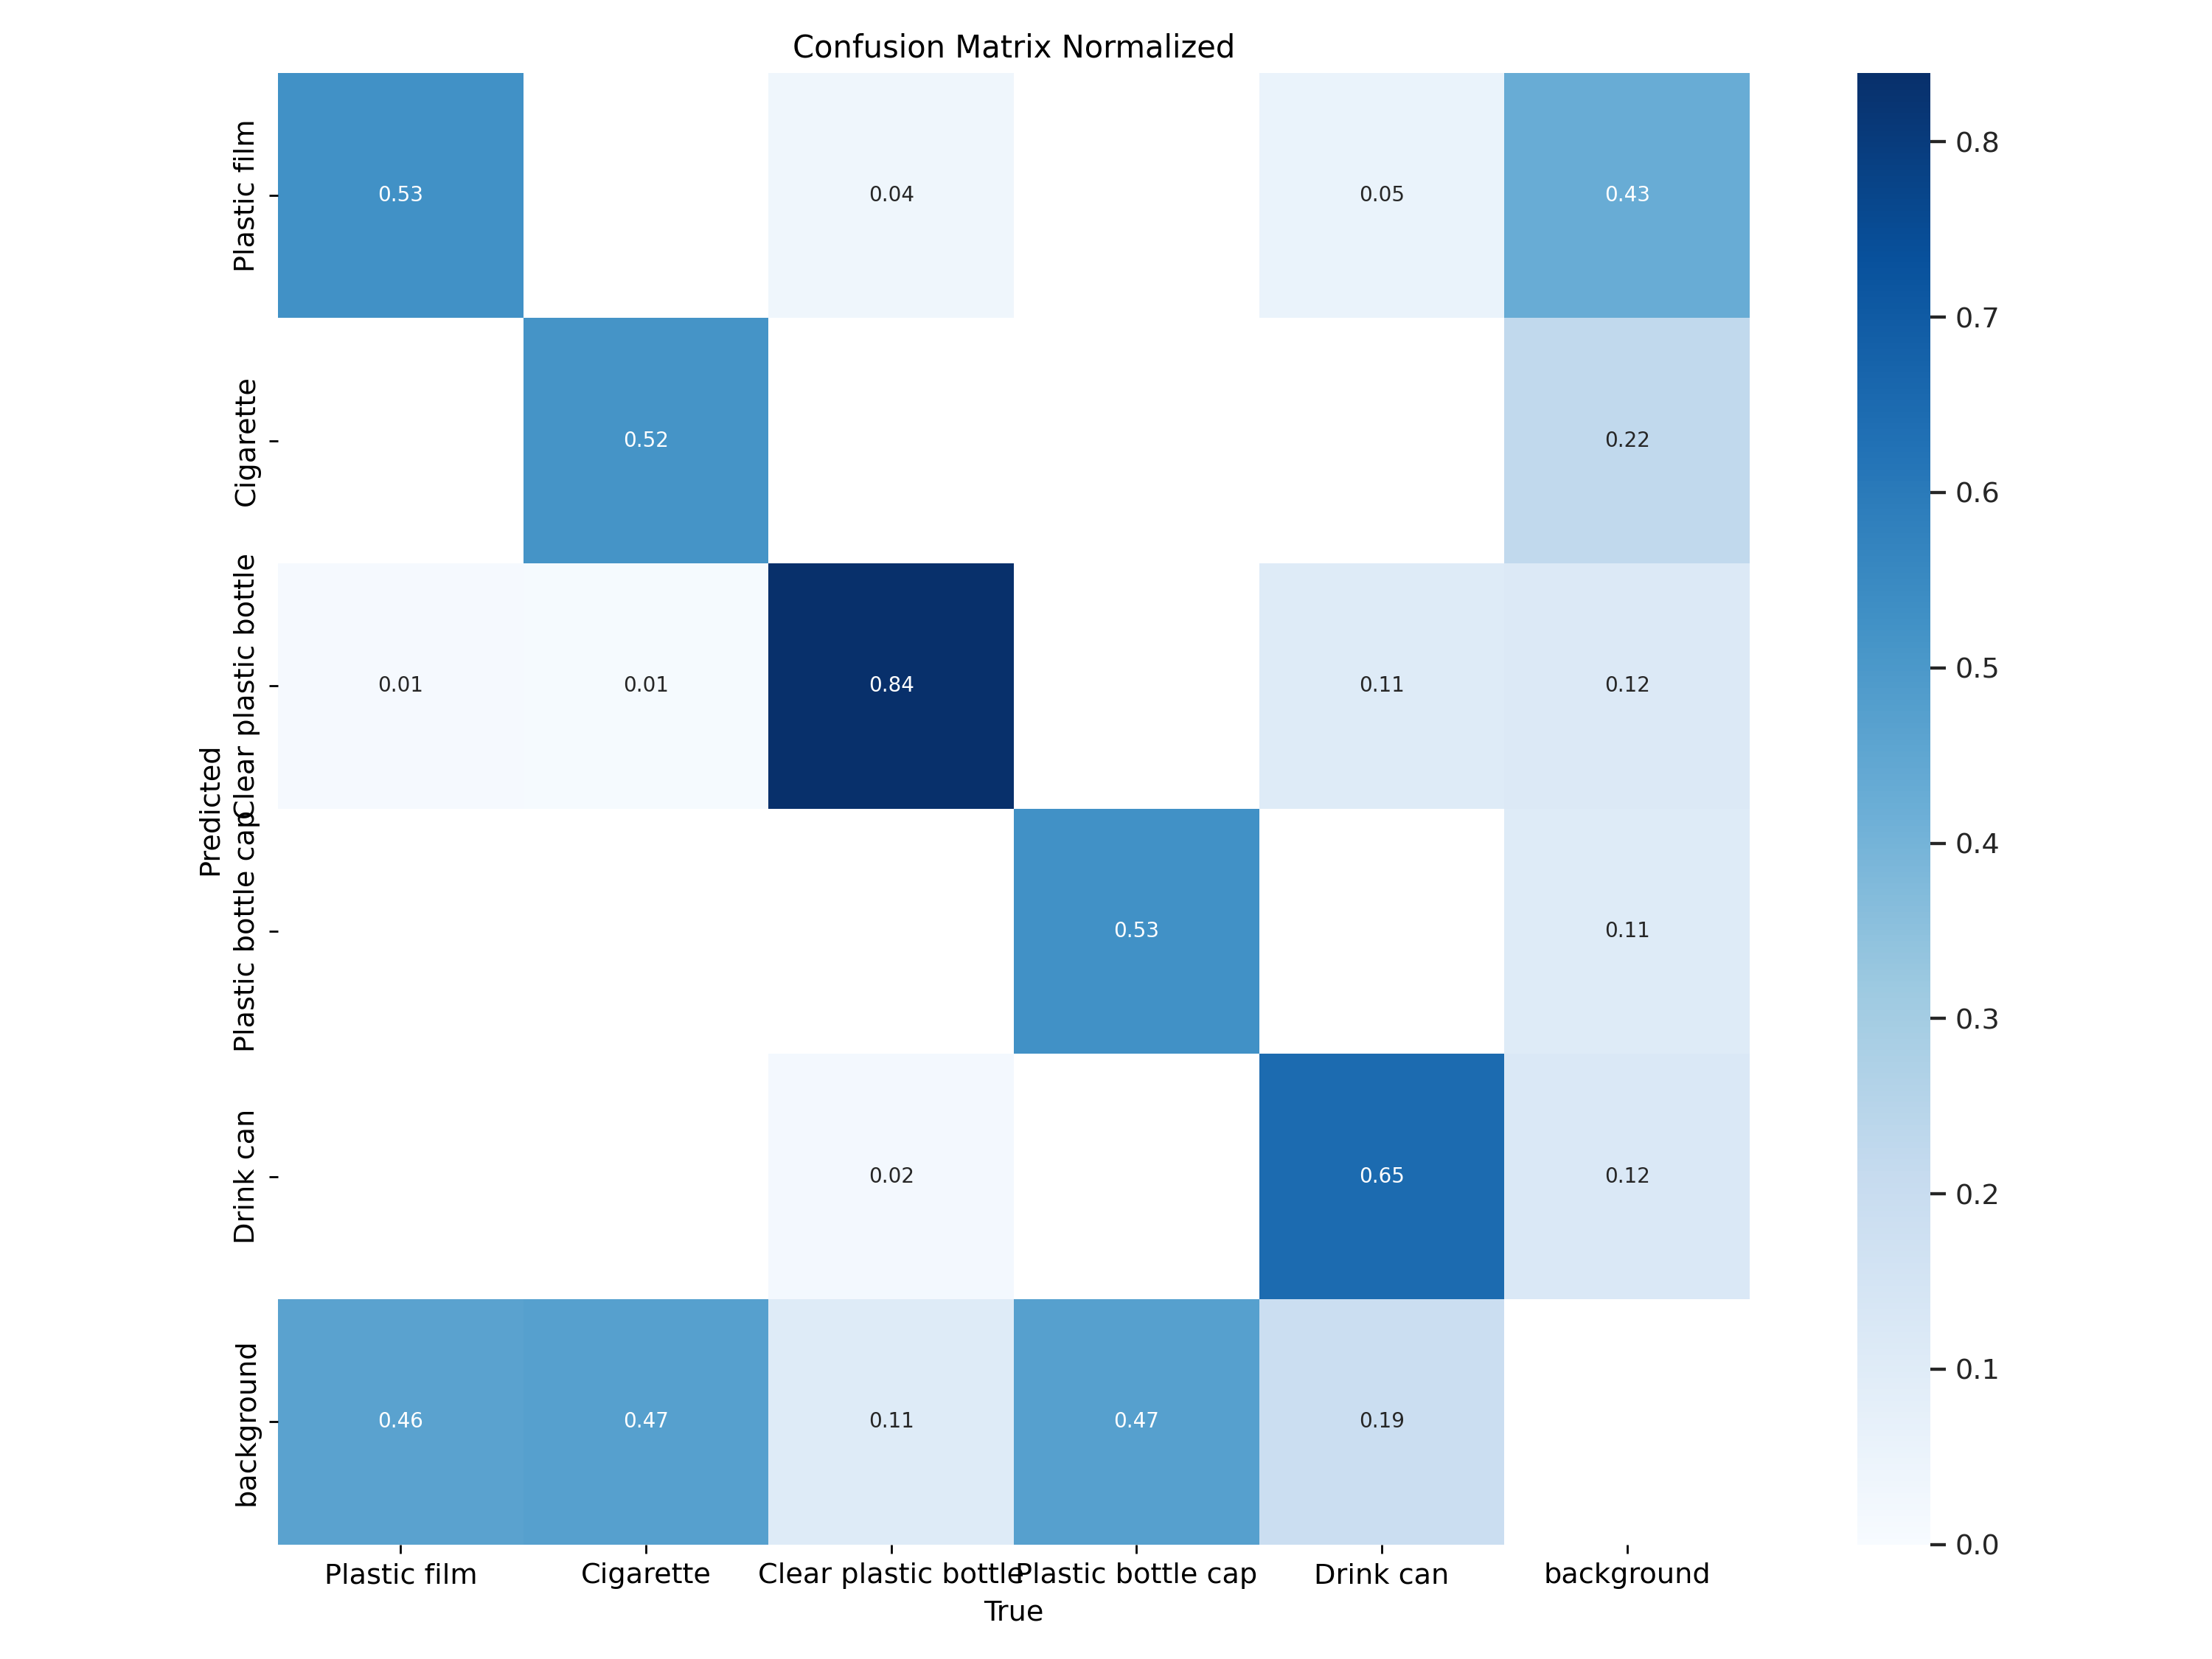 Confusion Matrix Normalized
Plastic film
0.53
0.04
0.05
0.43
Cigarette
0.52
0.22
Clear plastic bottle
0.01
0.01
0.84
0.11
0.12
Plastic bottle cap
0.53
0.11
Drink can
0.02
0.65
0.12
background
0.46
0.47
0.11
0.47
0.19
Predicted
Plastic film
Cigarette
Clear plastic bottle
Plastic bottle cap
Drink can
background
True
0.8
0.7
0.6
0.5
0.4
0.3
0.2
0.1
0.0